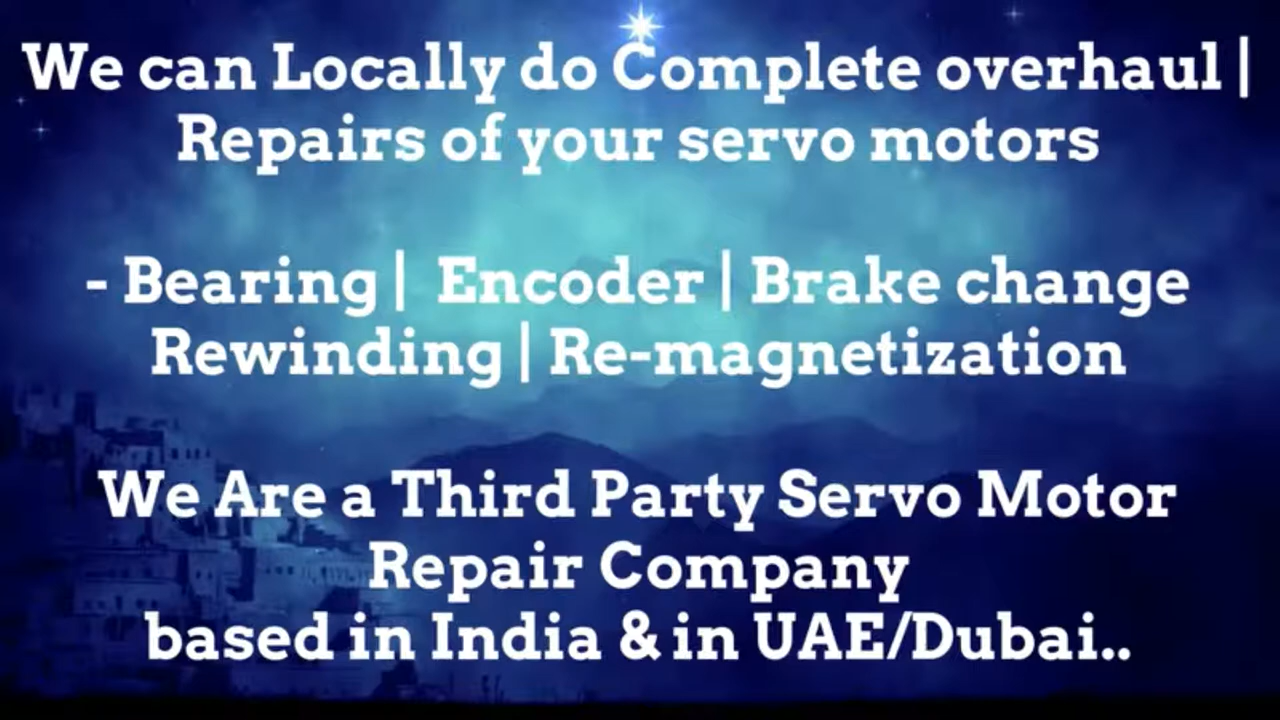 We can Locally do Complete overhaul |
Repairs of your servo motors
- Bearing | Encoder | Brake change
Rewinding | Re-magnetization
We Are a Third Party Servo Motor
Repair Company
based in India & in UAE/Dubai..